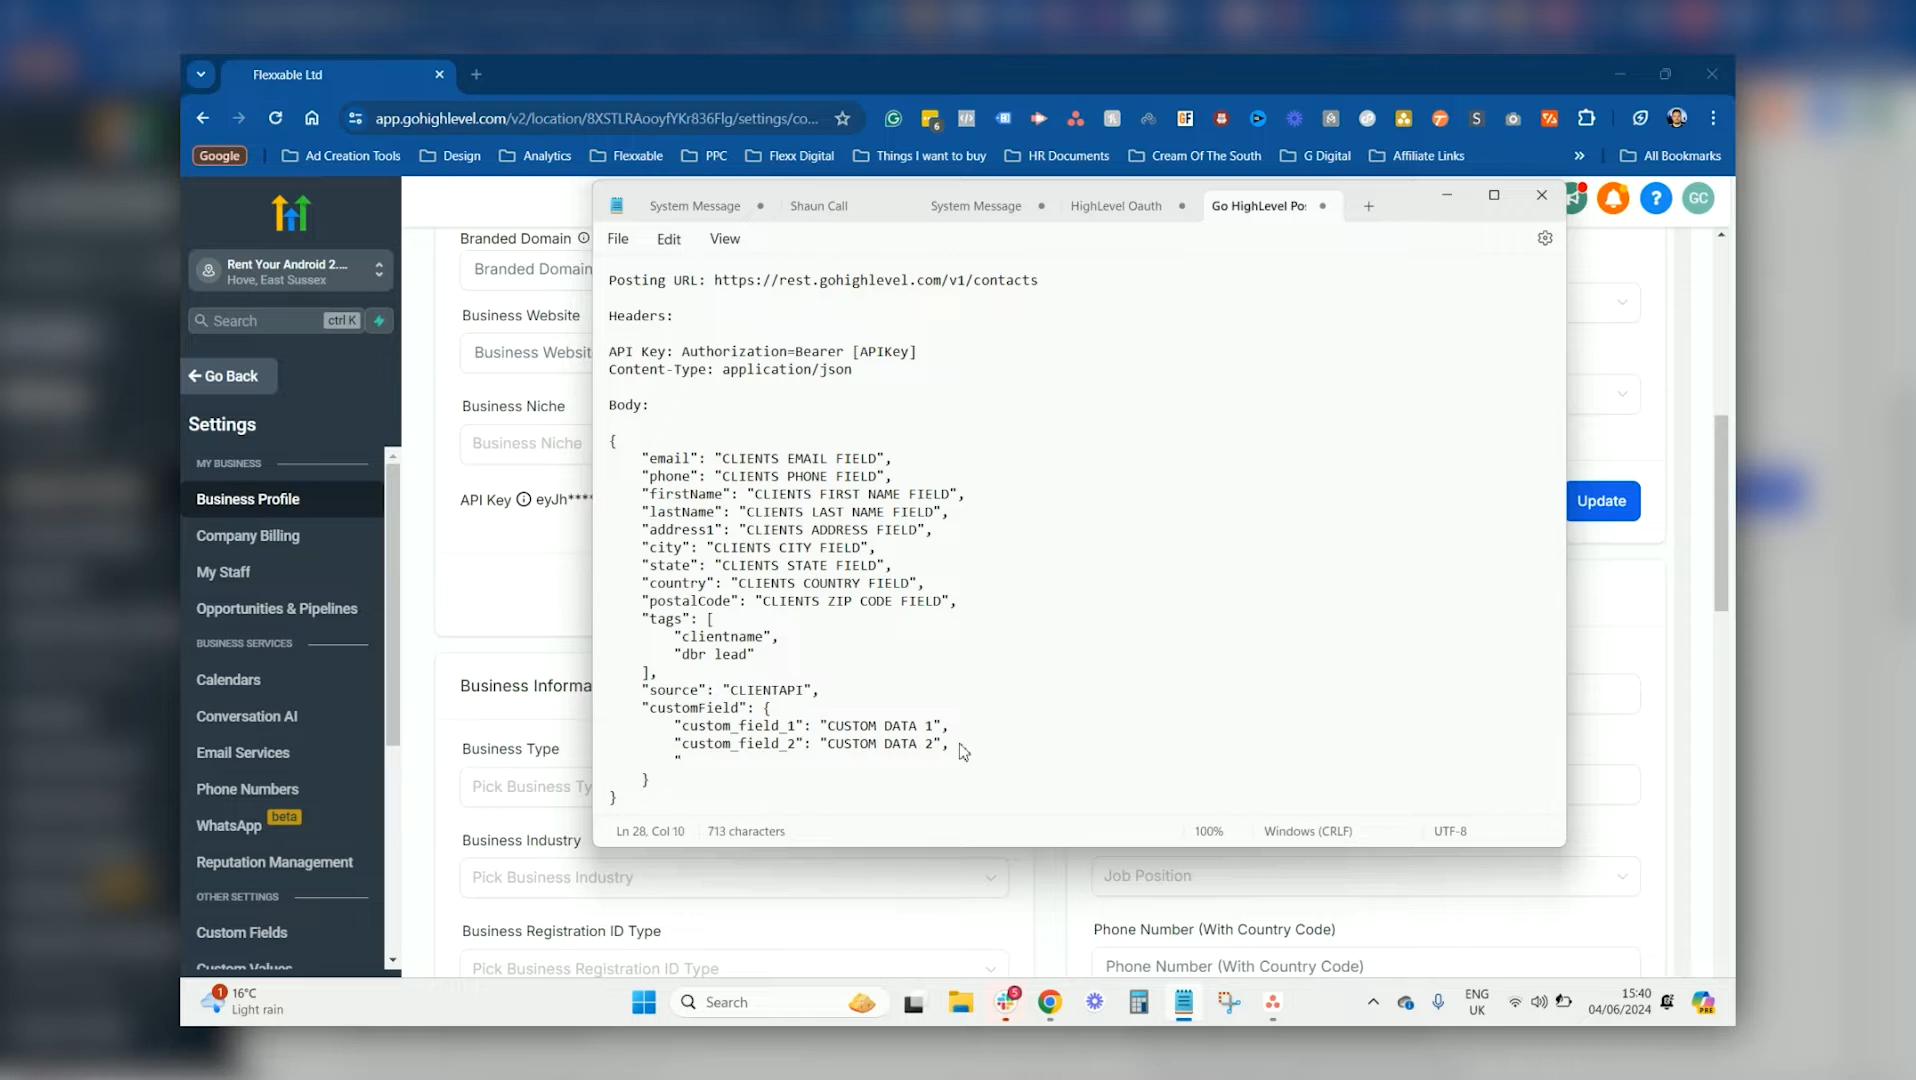 Flexxable Ltd
app.gohighlevel.com/v2/location/8XSTLRAooyfYKr836Flg/settings/co...
6
S
Google
Ad Creation Tools
Design
Analytics
Flexxable
PPC
Flexx Digital
Things I want to buy
HR Documents
Cream Of The South
G Digital
Affiliate Links
All Bookmarks
Rent Your Android 2....
Hove, East Sussex
Search
ctrl K
Go Back
Settings
MY BUSINESS
Business Profile
Company Billing
My Staff
Opportunities & Pipelines
BUSINESS SERVICES
Calendars
Conversation AI
Email Services
Phone Numbers
WhatsApp beta
Reputation Management
OTHER SETTINGS
Custom Fields
Custom Values
GC
Branded Domain
Branded Domain
Business Website
Business Websit
Business Niche
Business Niche
API Key eyJh****
Update
Business Informa
Business Type
Pick Business Ty
Business Industry
Pick Business Industry
Business Registration ID Type
Pick Business Registration ID Type
Job Position
Phone Number (With Country Code)
Phone Number (With Country Code)
System Message
Shaun Call
System Message
HighLevel Oauth
Go HighLevel Pos
File
Edit
View
Posting URL: https://rest.gohighlevel.com/v1/contacts
Headers:
API Key: Authorization=Bearer [APIKey]
Content-Type: application/json
Body:
{
"email": "CLIENTS EMAIL FIELD",
"phone": "CLIENTS PHONE FIELD",
"firstName": "CLIENTS FIRST NAME FIELD",
"lastName": "CLIENTS LAST NAME FIELD",
"address1": "CLIENTS ADDRESS FIELD",
"city": "CLIENTS CITY FIELD",
"state": "CLIENTS STATE FIELD",
"country": "CLIENTS COUNTRY FIELD",
"postalCode": "CLIENTS ZIP CODE FIELD",
"tags": [
"clientname",
"dbr lead"
],
"source": "CLIENTAPI",
"customField": {
"custom_field_1": "CUSTOM DATA 1",
"custom_field_2": "CUSTOM DATA 2",
"
}
}
Ln 28, Col 10
713 characters
100%
Windows (CRLF)
UTF-8
1
16°C
Light rain
Search
5
ENG
UK
15:40
04/06/2024
PRE